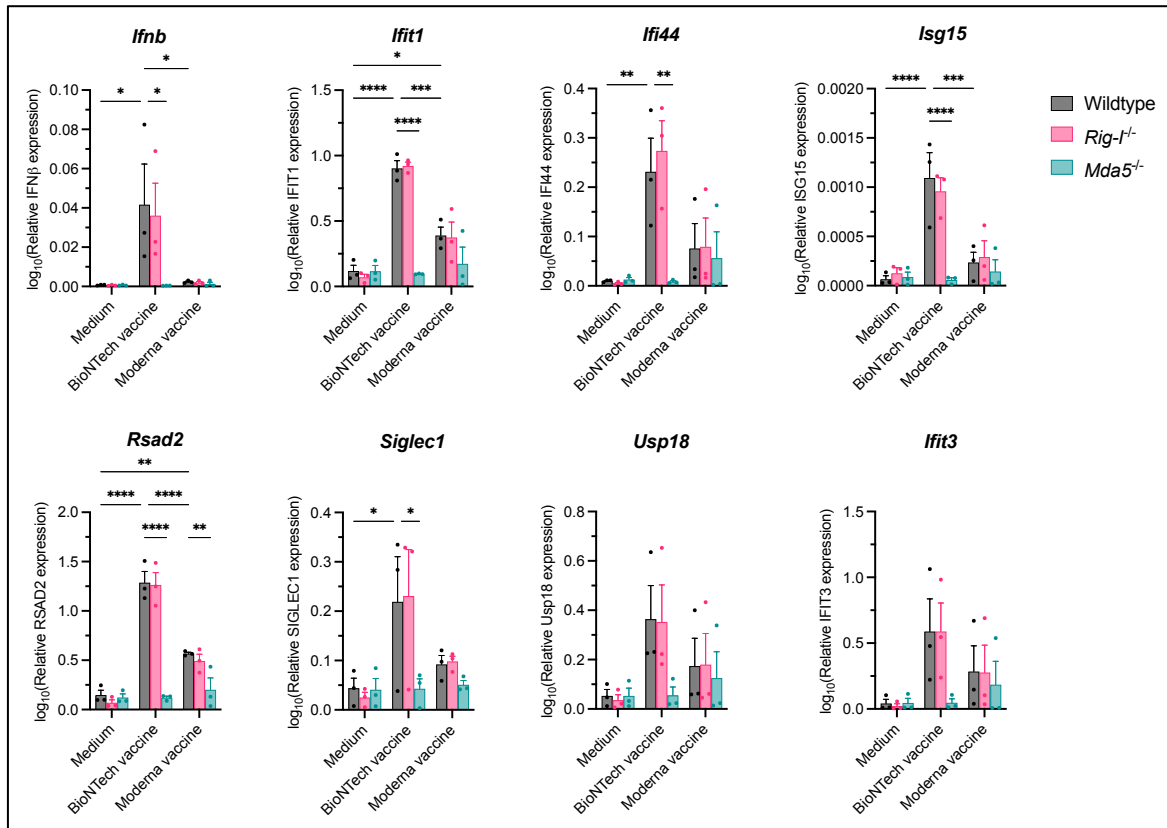 Ifnb
log10(Relative IFNβ expression)
0.10
0.08
0.06
0.04
0.02
0.00
*
*
*
Medium
BioNTech vaccine
Moderna vaccine
Ifit1
log10(Relative IFIT1 expression)
1.5
1.0
0.5
0.0
*
**** ***
****
Medium
BioNTech vaccine
Moderna vaccine
Ifi44
log10(Relative IFI44 expression)
0.4
0.3
0.2
0.1
0.0
** **
Medium
BioNTech vaccine
Moderna vaccine
Isg15
log10(Relative ISG15 expression)
0.0020
0.0015
0.0010
0.0005
0.0000
**** ***
****
Medium
BioNTech vaccine
Moderna vaccine
Wildtype
Rig-I-/-
Mda5-/-
Rsad2
log10(Relative RSAD2 expression)
2.0
1.5
1.0
0.5
0.0
**
**** ****
**** **
Medium
BioNTech vaccine
Moderna vaccine
Siglec1
log10(Relative SIGLEC1 expression)
0.4
0.3
0.2
0.1
0.0
* *
Medium
BioNTech vaccine
Moderna vaccine
Usp18
log10(Relative Usp18 expression)
0.8
0.6
0.4
0.2
0.0
Medium
BioNTech vaccine
Moderna vaccine
Ifit3
log10(Relative IFIT3 expression)
1.5
1.0
0.5
0.0
Medium
BioNTech vaccine
Moderna vaccine